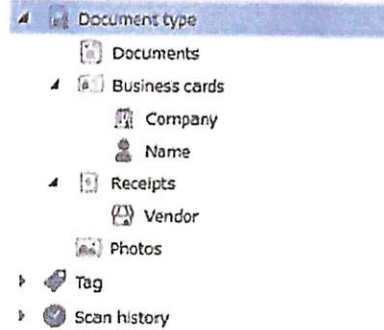 Document type
Documents
Business cards
Company
Name
Receipts
Vendor
Photos
Tag
Scan history